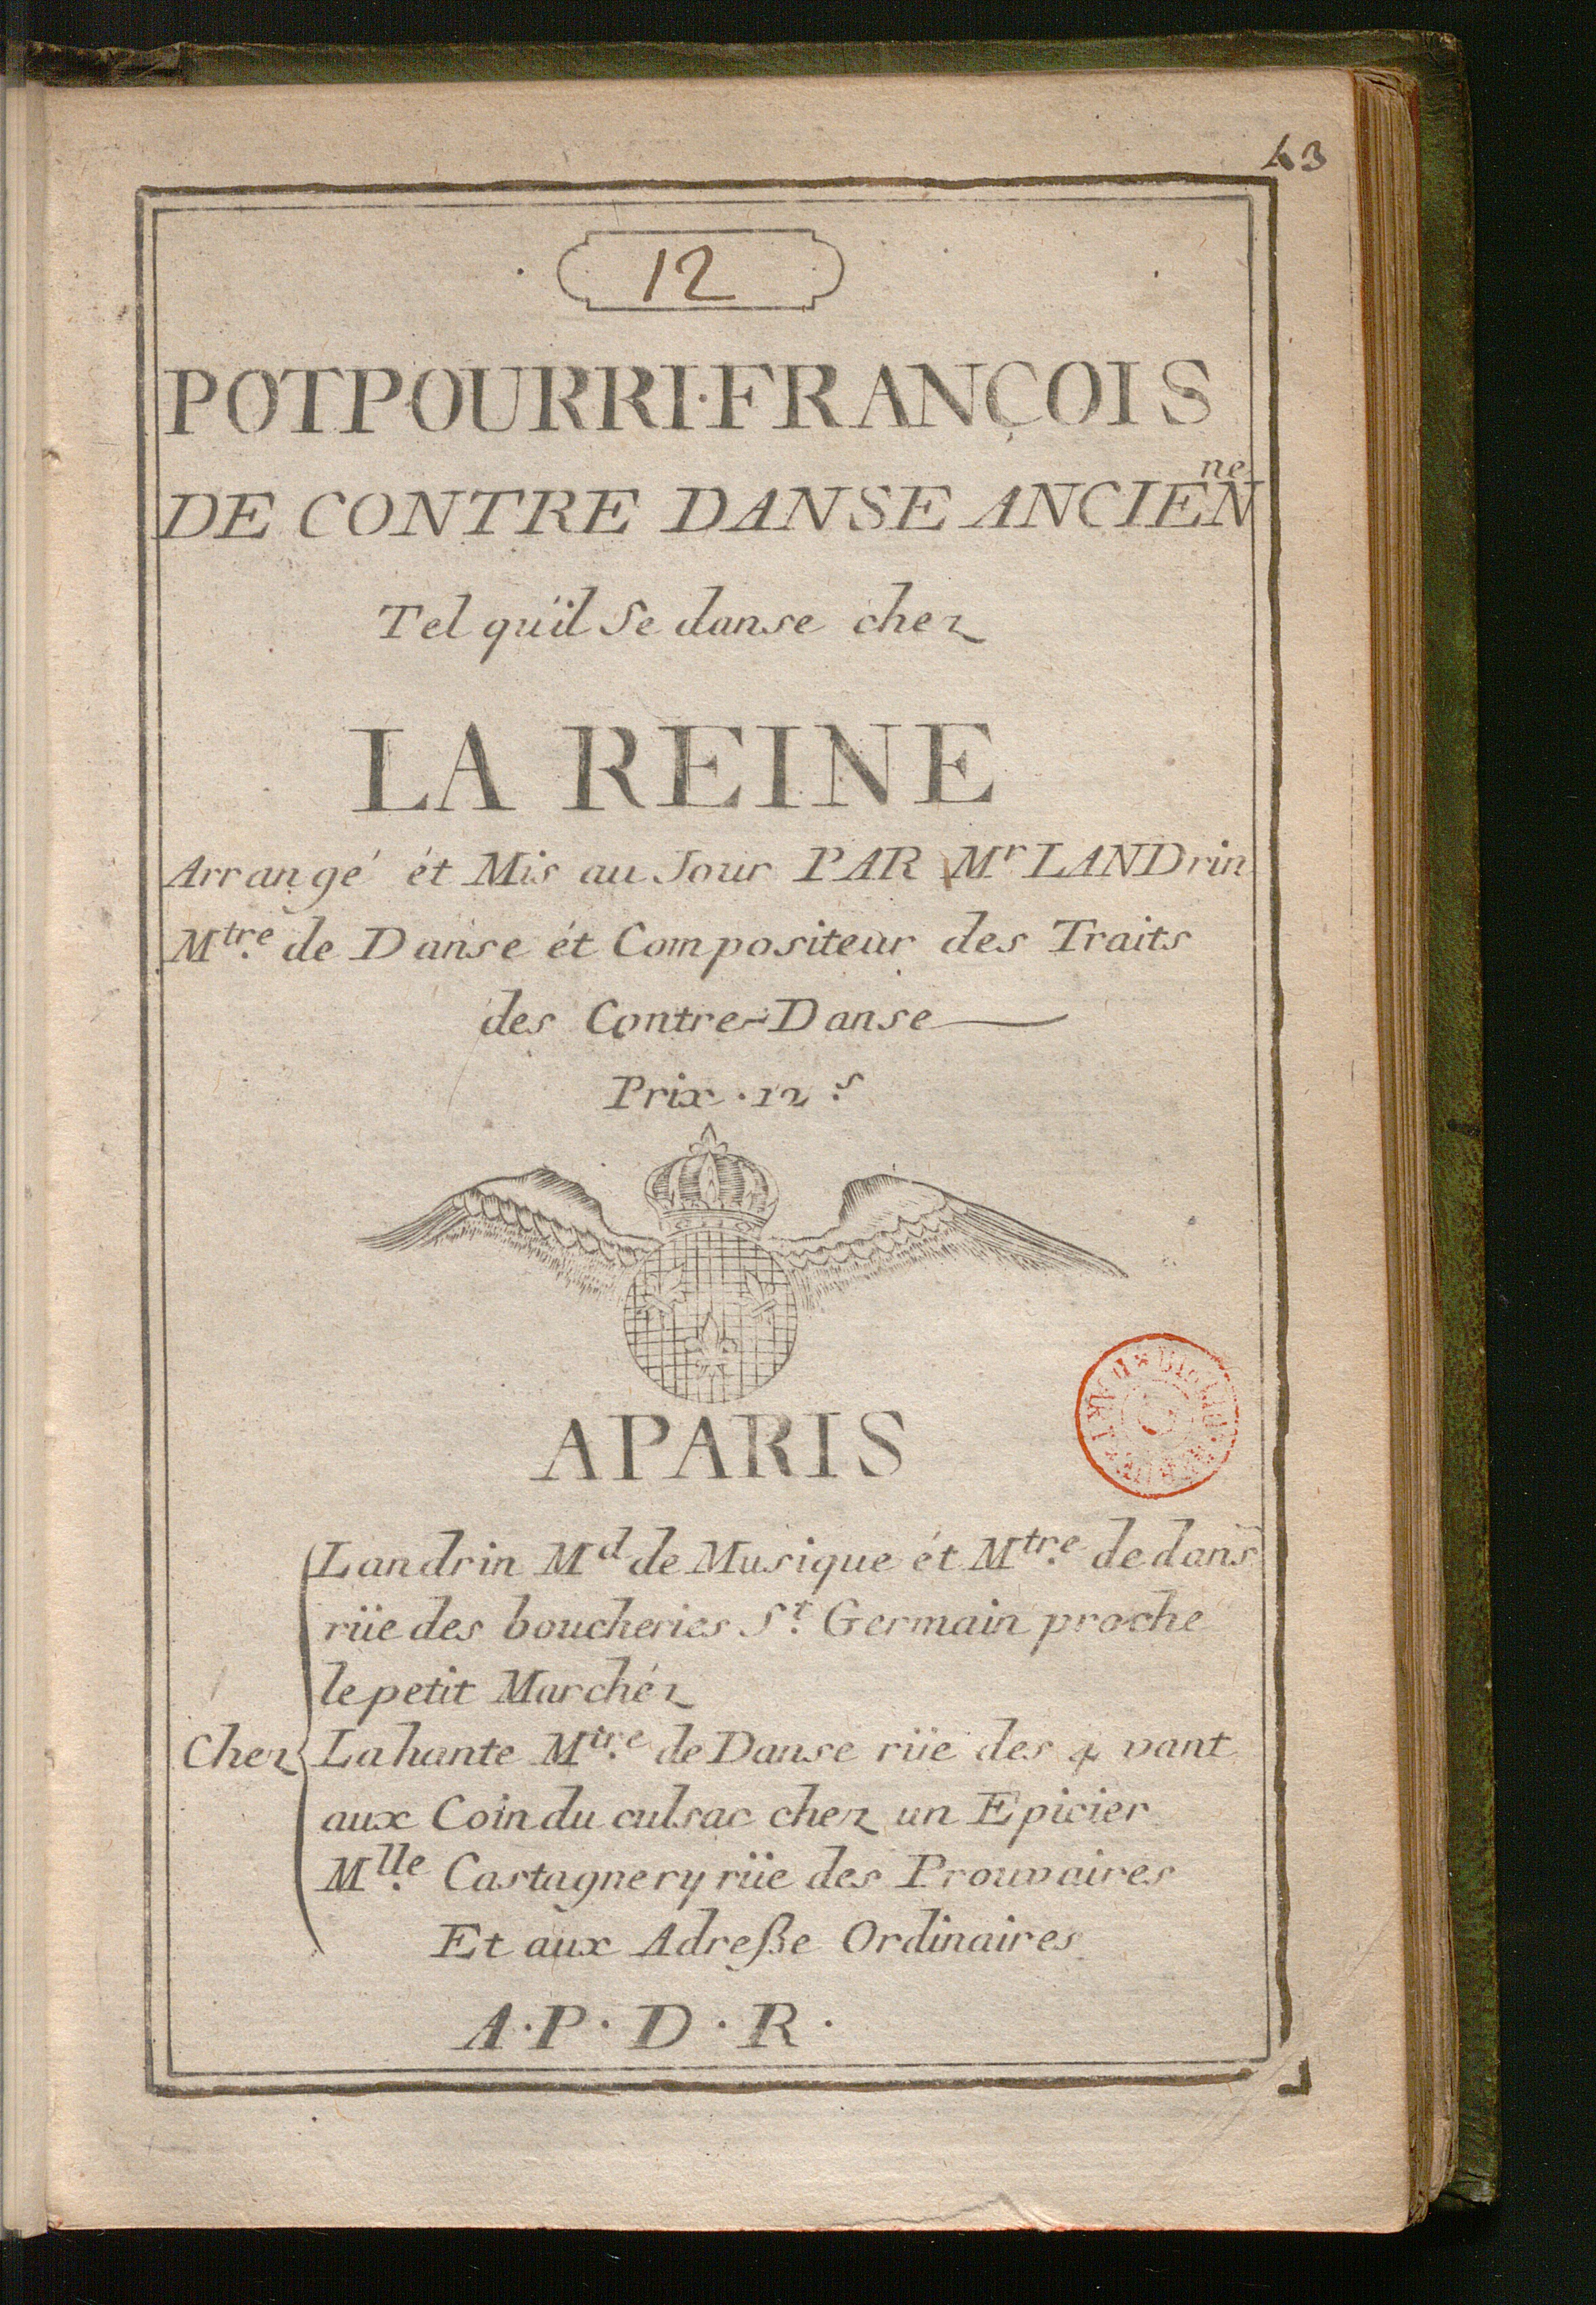 43
12
POTPOURRI·FRANÇOIS
DE CONTRE DANSE ANCIENne
Tel qu'il Se danse chez
LA REINE
Arrangé ét Mis au Jour PAR Mr LANDrin
Mtre. de Danse ét Compositeur des Traits
des Contre-Danse
Prix · 12 s
A PARIS
Landrin Md de Musique ét Mtre. de dans
rüe des boucheries St. Germain proche
le petit Marchéz
Chez Lahante Mtre. de Danse rüe des 4 vant
aux Coin du culsac chez un Epicier
Mlle. Castagnery rüe des Prouvaires
Et aux Adreße Ordinaires
A·P·D·R·